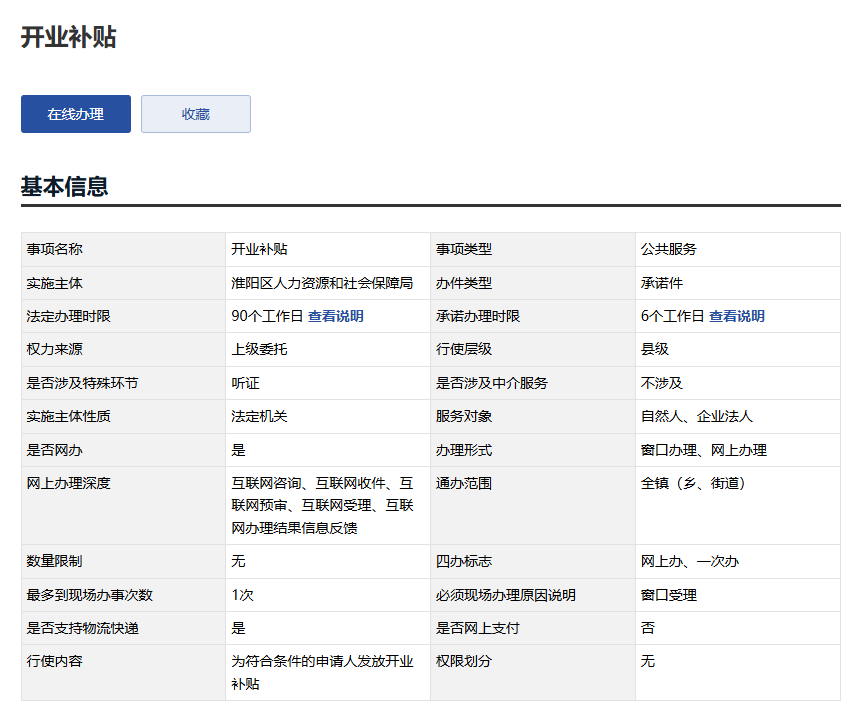 开业补贴
在线办理 收藏
基本信息
事项名称 开业补贴 事项类型 公共服务
实施主体 淮阳区人力资源和社会保障局 办件类型 承诺件
法定办理时限 90个工作日 查看说明 承诺办理时限 6个工作日 查看说明
权力来源 上级委托 行使层级 县级
是否涉及特殊环节 听证 是否涉及中介服务 不涉及
实施主体性质 法定机关 服务对象 自然人、企业法人
是否网办 是 办理形式 窗口办理、网上办理
网上办理深度 互联网咨询、互联网收件、互 通办范围 全镇（乡、街道）
联网预审、互联网受理、互联
网办理结果信息反馈
数量限制 无 四办标志 网上办、一次办
最多到现场办事次数 1次 必须现场办理原因说明 窗口受理
是否支持物流快递 是 是否网上支付 否
行使内容 为符合条件的申请人发放开业 权限划分 无
补贴